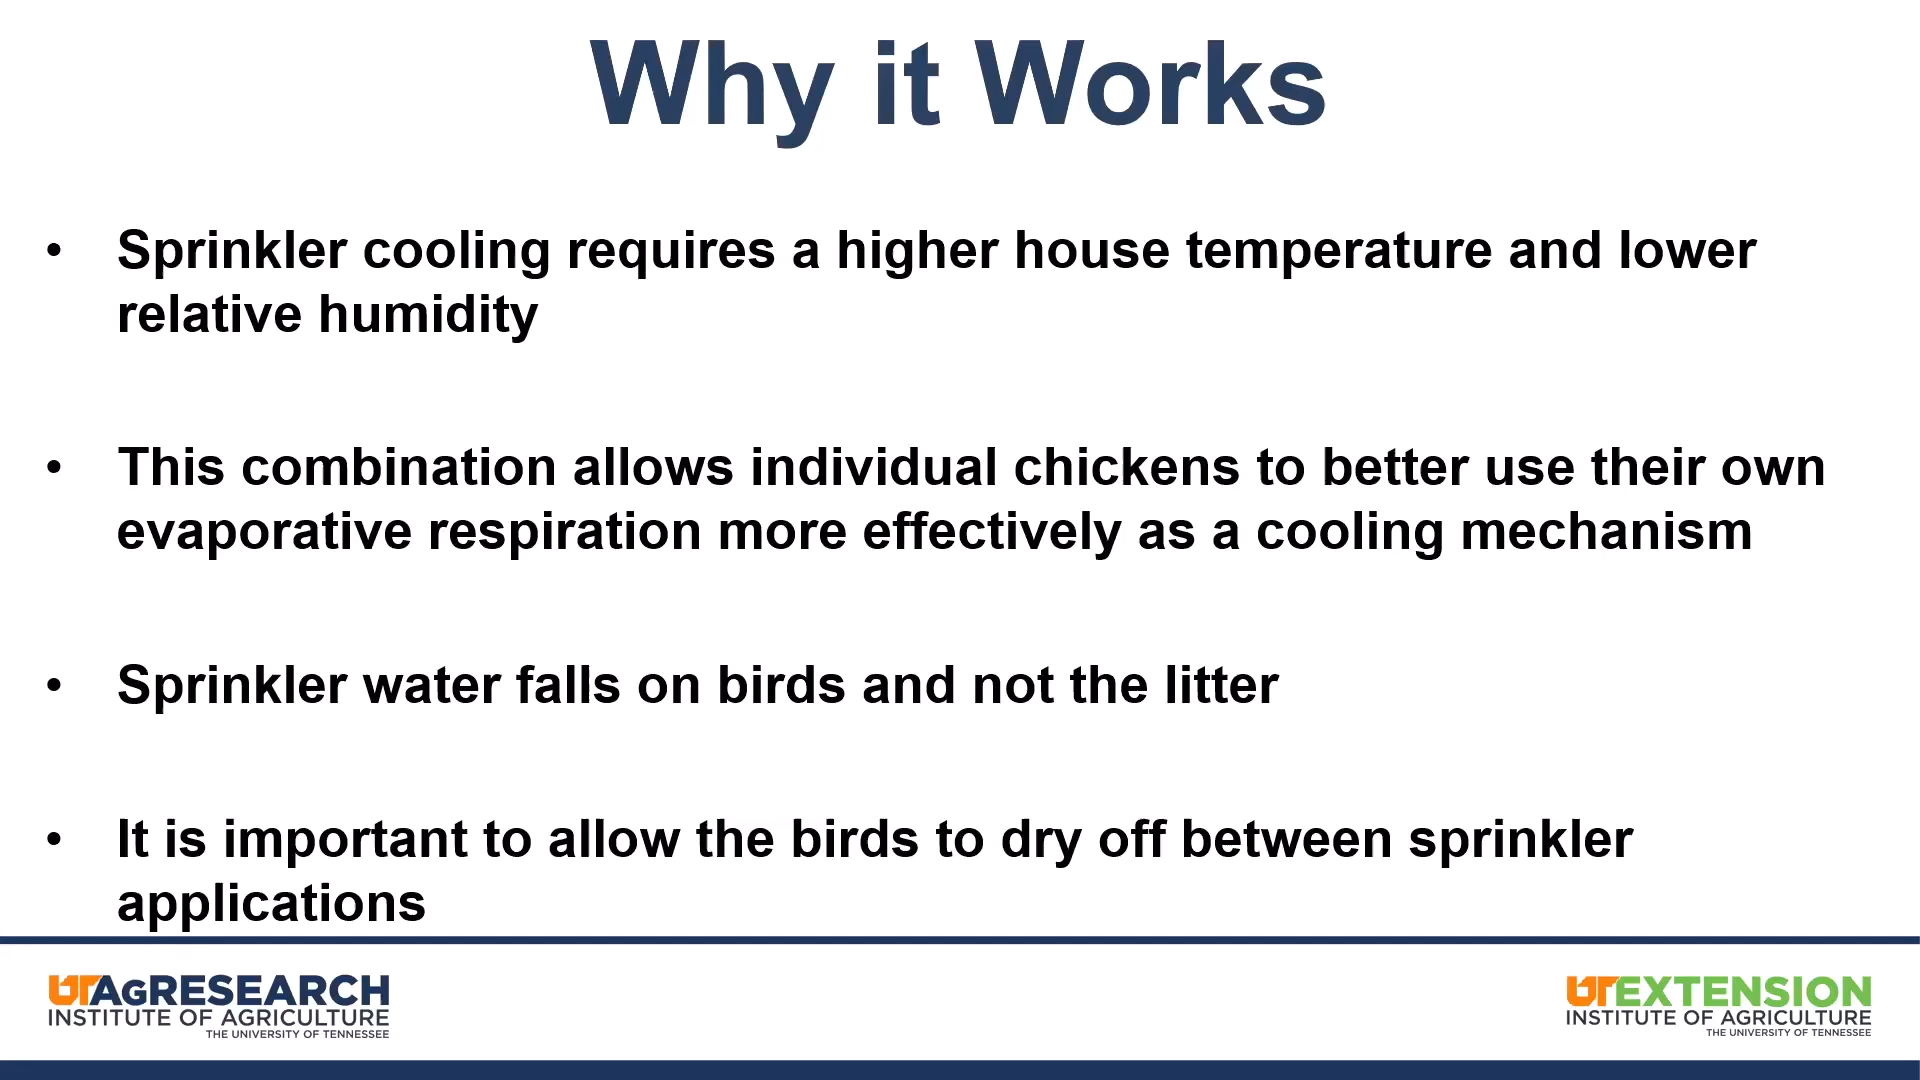 Why it Works
• Sprinkler cooling requires a higher house temperature and lower
relative humidity
• This combination allows individual chickens to better use their own
evaporative respiration more effectively as a cooling mechanism
• Sprinkler water falls on birds and not the litter
• It is important to allow the birds to dry off between sprinkler
applications
UTAGRESEARCH
INSTITUTE OF AGRICULTURE
THE UNIVERSITY OF TENNESSEE
UTEXTENSION
INSTITUTE OF AGRICULTURE
THE UNIVERSITY OF TENNESSEE